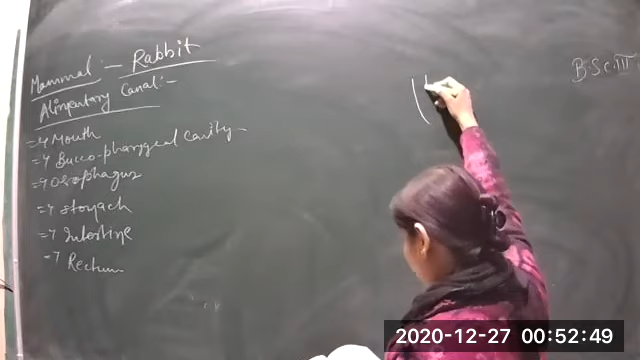 Mammal :- Rabbit
Alimentary Canal :-
=> Mouth
=> Bucco-pharyngeal cavity
=> Oesophagus
=> Stomach
=> Intestine
=> Rectum
B.Sc. III
2020-12-27 00:52:49